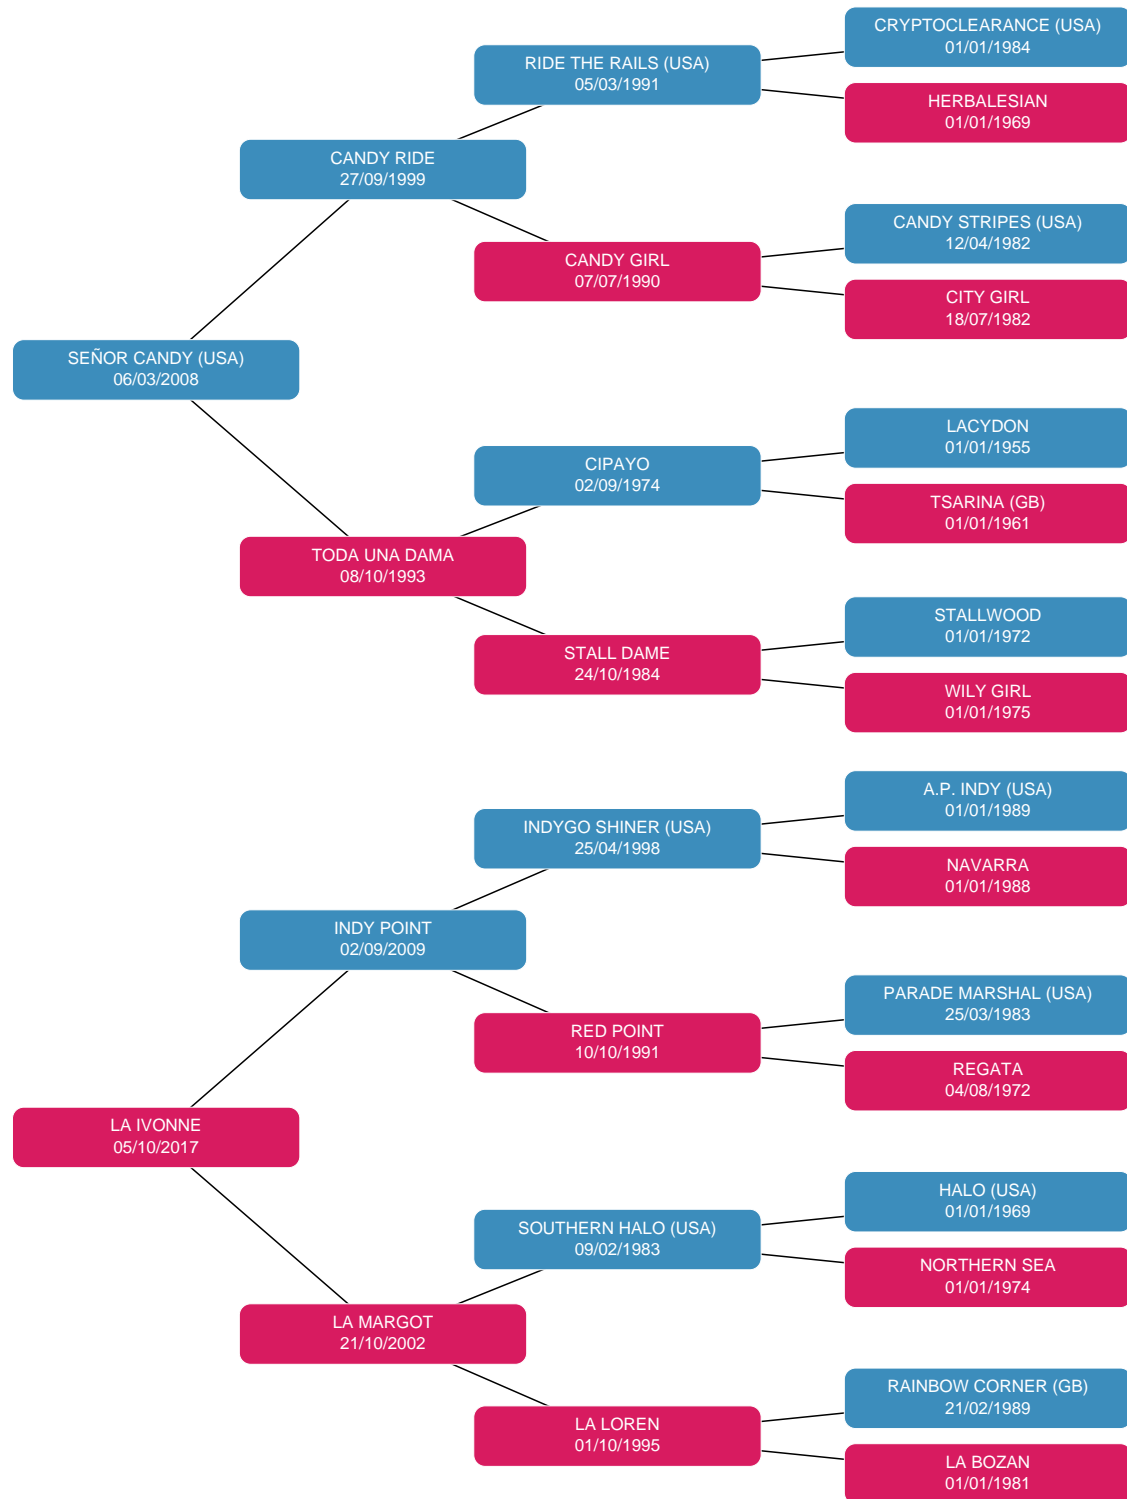 CRYPTOCLEARANCE (USA)
01/01/1984
RIDE THE RAILS (USA)
05/03/1991
HERBALESIAN
01/01/1969
CANDY RIDE
27/09/1999
CANDY STRIPES (USA)
12/04/1982
CANDY GIRL
07/07/1990
CITY GIRL
18/07/1982
SEÑOR CANDY (USA)
06/03/2008
LACYDON
01/01/1955
CIPAYO
02/09/1974
TSARINA (GB)
01/01/1961
TODA UNA DAMA
08/10/1993
STALLWOOD
01/01/1972
STALL DAME
24/10/1984
WILY GIRL
01/01/1975
A.P. INDY (USA)
01/01/1989
INDYGO SHINER (USA)
25/04/1998
NAVARRA
01/01/1988
INDY POINT
02/09/2009
PARADE MARSHAL (USA)
25/03/1983
RED POINT
10/10/1991
REGATA
04/08/1972
LA IVONNE
05/10/2017
HALO (USA)
01/01/1969
SOUTHERN HALO (USA)
09/02/1983
NORTHERN SEA
01/01/1974
LA MARGOT
21/10/2002
RAINBOW CORNER (GB)
21/02/1989
LA LOREN
01/10/1995
LA BOZAN
01/01/1981